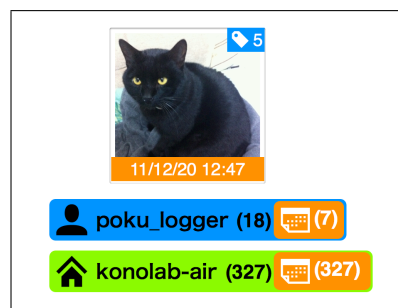 5
11/12/20 12:47
poku_logger (18) (7)
konolab-air (327) (327)